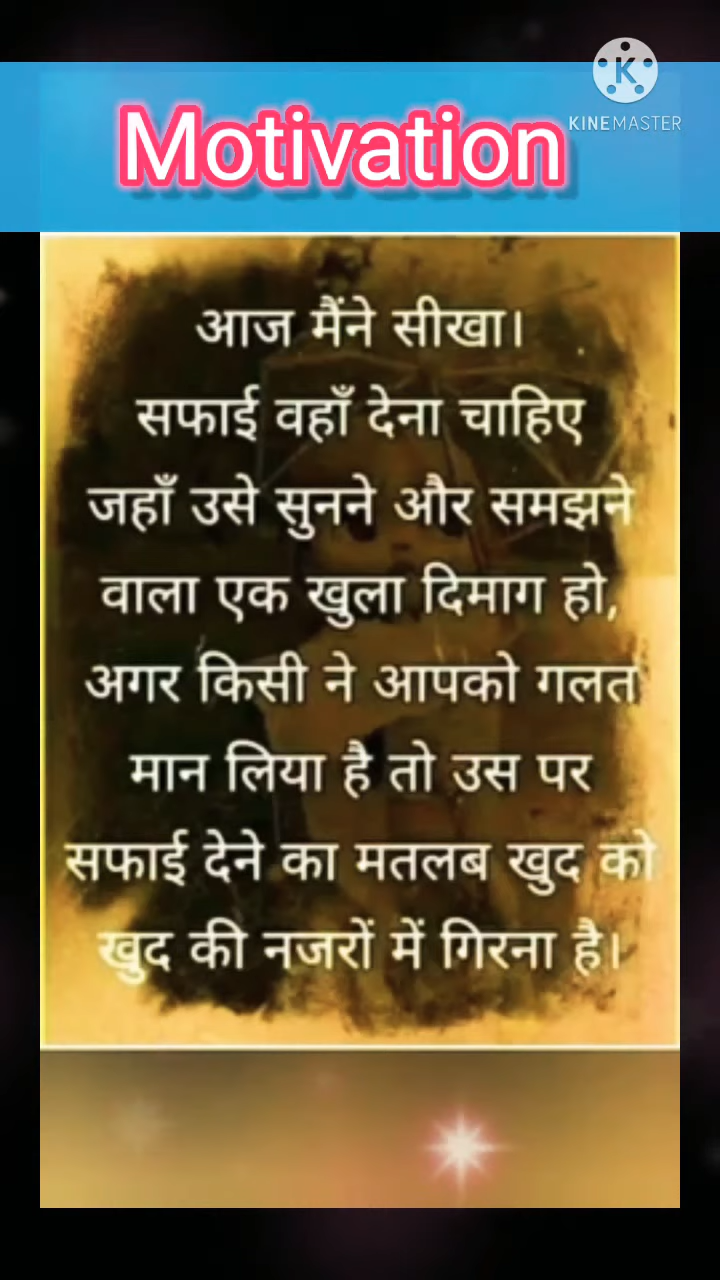 KINEMASTER
Motivation
आज मैंने सीखा।
सफाई वहाँ देना चाहिए
जहाँ उसे सुनने और समझने
वाला एक खुला दिमाग हो,
अगर किसी ने आपको गलत
मान लिया है तो उस पर
सफाई देने का मतलब खुद को
खुद की नजरों में गिरना है।